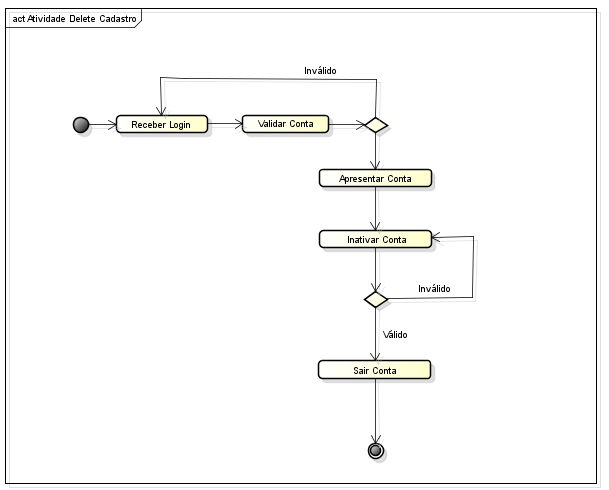 act Atividade Delete Cadastro
Inválido
Receber Login
Validar Conta
Apresentar Conta
Inativar Conta
Inválido
Válido
Sair Conta